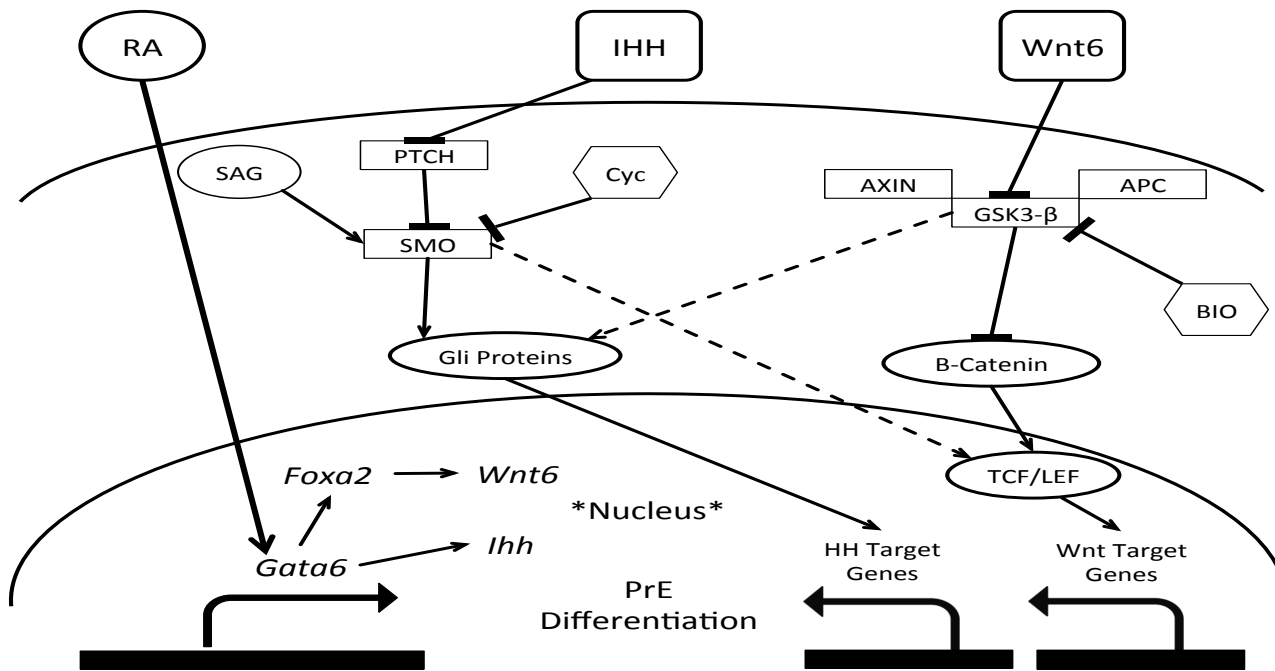 RA
IHH
Wnt6
PTCH
SAG
Cyc
AXIN
APC
GSK3-β
SMO
BIO
Gli Proteins
B-Catenin
Foxa2
Wnt6
TCF/LEF
*Nucleus*
Ihh
Gata6
HH Target
Genes
Wnt Target
Genes
PrE
Differentiation